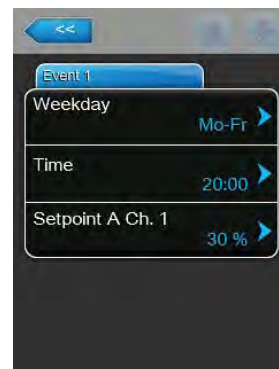 <<
Event 1
Weekday
Mo-Fr
Time
20:00
Setpoint A Ch. 1
30 %